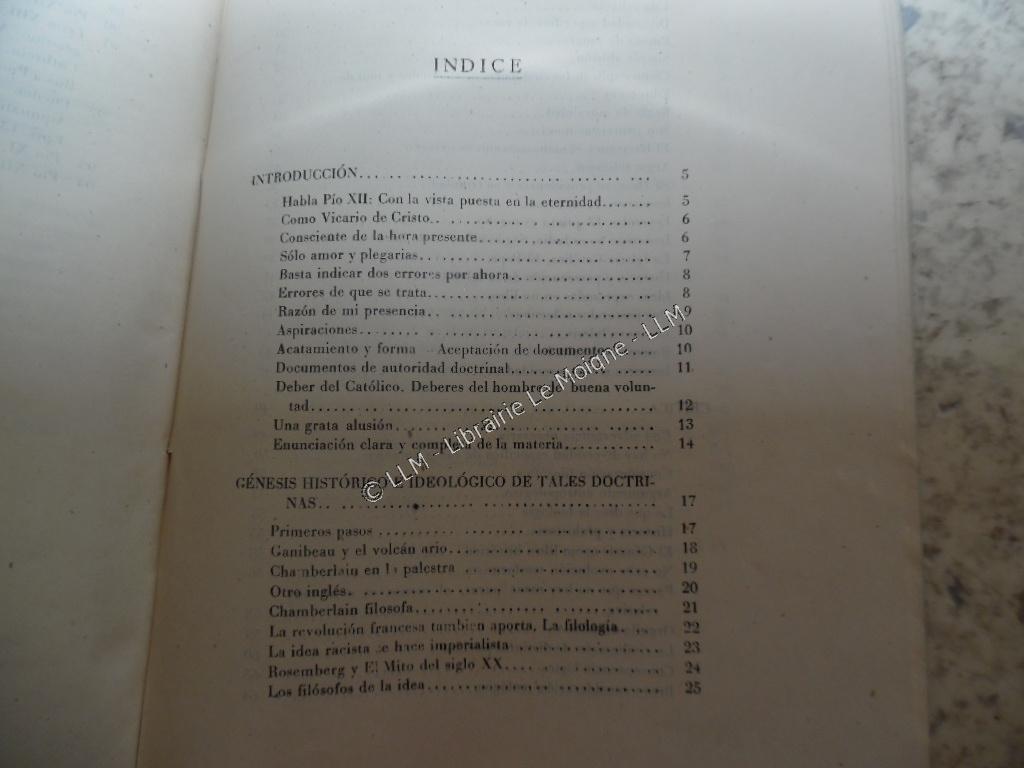 INDICE
INTRODUCCIÓN 5
Habla Pío XII: Con la vista puesta en la eternidad 5
Como Vicario de Cristo 6
Consciente de la hora presente 6
Sólo amor y plegarias 7
Basta indicar dos errores por ahora 8
Errores de que se trata 8
Razón de mi presencia 9
Aspiraciones 10
Acatamiento y forma - Aceptación de documentos 10
Documentos de autoridad doctrinal 11
Deber del Católico. Deberes del hombre de buena volun-
tad 12
Una grata alusión 13
Enunciación clara y completa de la materia 14
GÉNESIS HISTÓRICO IDEOLÓGICO DE TALES DOCTRI-
NAS 17
Primeros pasos 17
Ganibeau y el volcán ario 18
Chamberlain en la palestra 19
Otro inglés. 20
Chamberlain filosofa 21
La revolución francesa tambien aporta. La filología 22
La idea racista se hace imperialista 23
Rosemberg y El Mito del siglo XX 24
Los filósofos de la idea 25
© LLM - Librairie Le Moigne - LLM